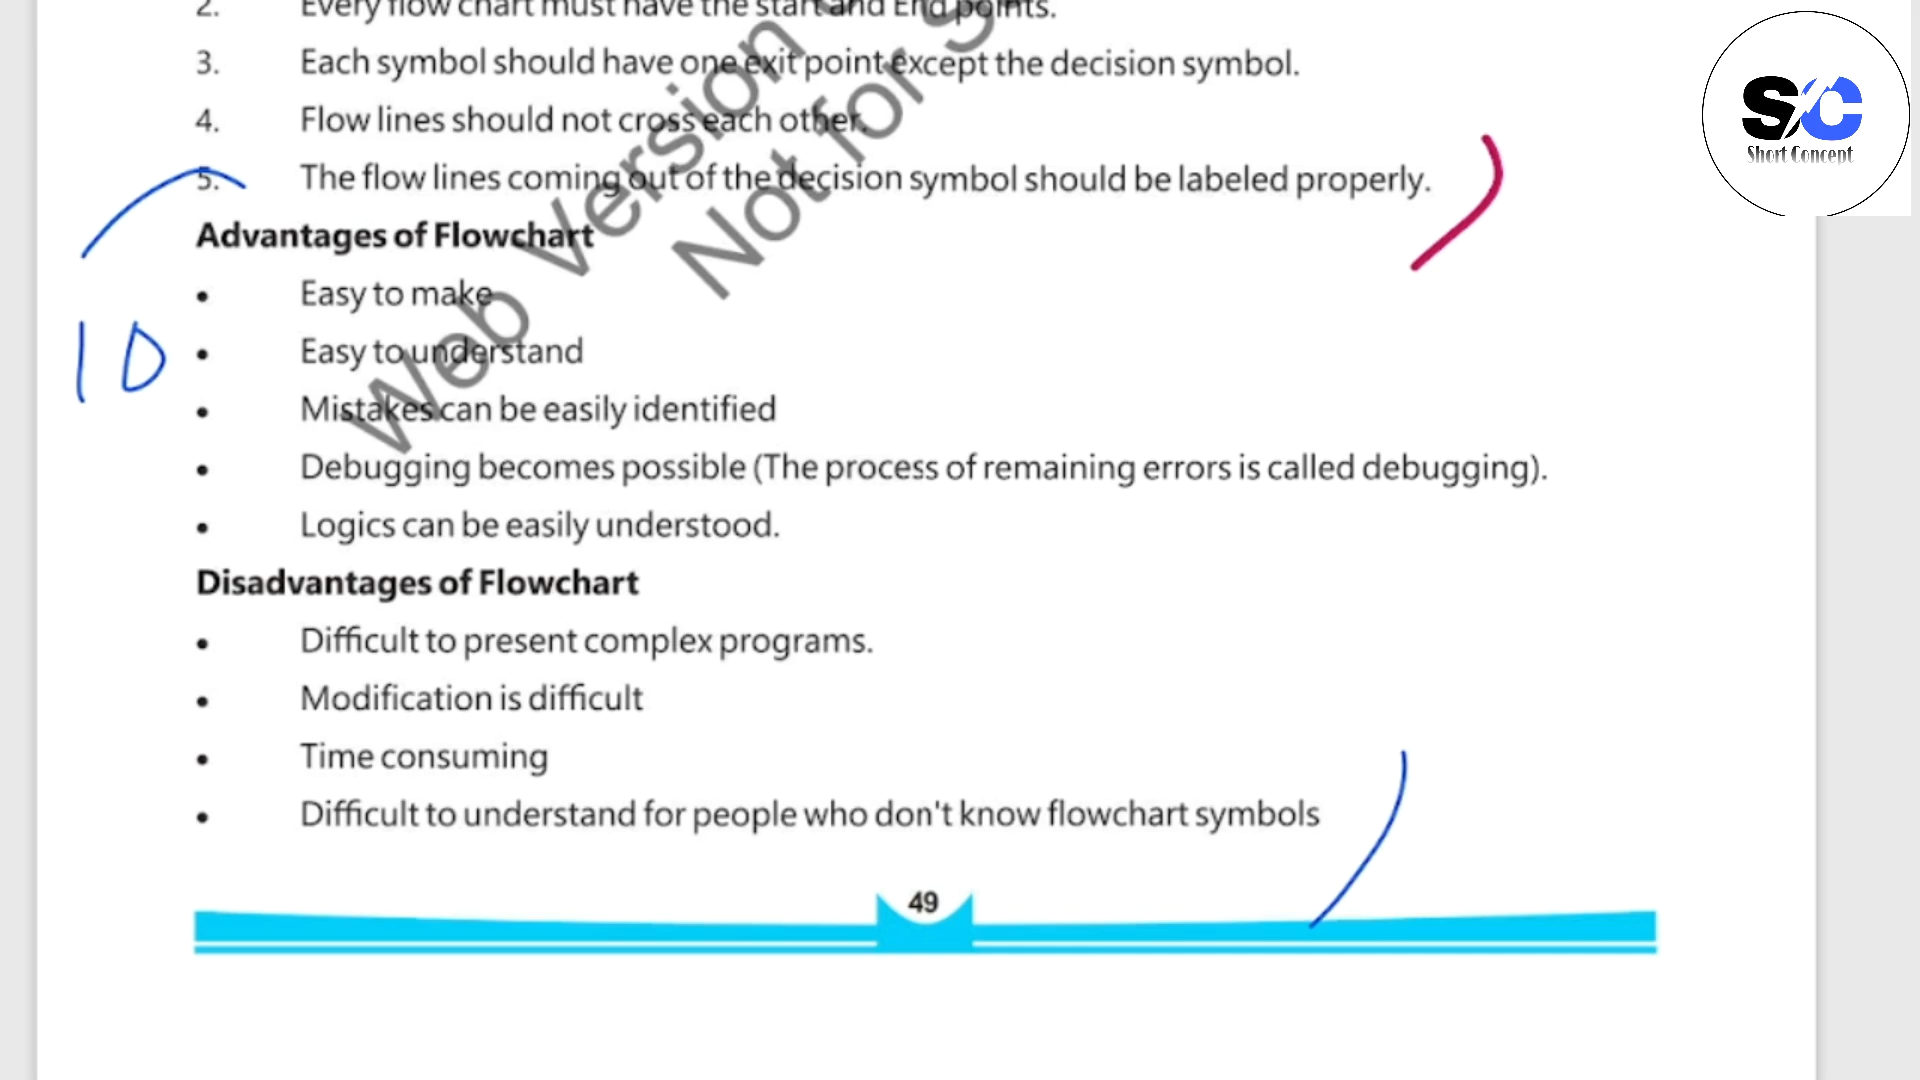 2. Every flow chart must have the start and End points.
3. Each symbol should have one exit point except the decision symbol.
4. Flow lines should not cross each other.
5. The flow lines coming out of the decision symbol should be labeled properly.
Advantages of Flowchart
• Easy to make
• Easy to understand
• Mistakes can be easily identified
• Debugging becomes possible (The process of remaining errors is called debugging).
• Logics can be easily understood.
Disadvantages of Flowchart
• Difficult to present complex programs.
• Modification is difficult
• Time consuming
• Difficult to understand for people who don't know flowchart symbols
49
10
Web Version
Not for
SC
Short Concept